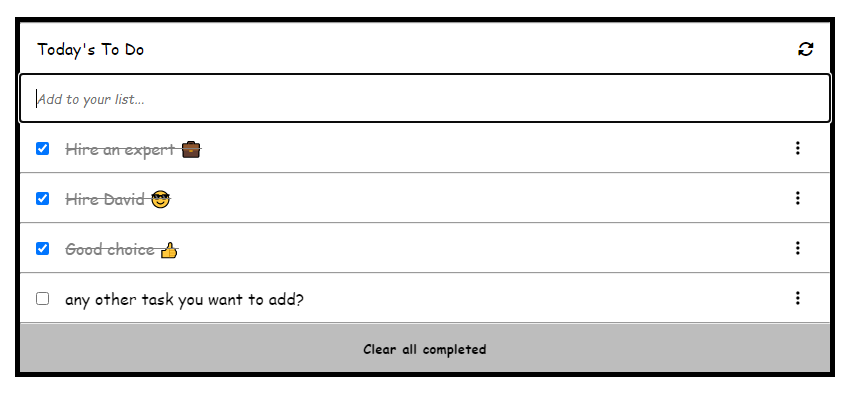 Today's To Do
Add to your list...
Hire an expert 💼
Hire David 😎
Good choice 👍
any other task you want to add?
Clear all completed